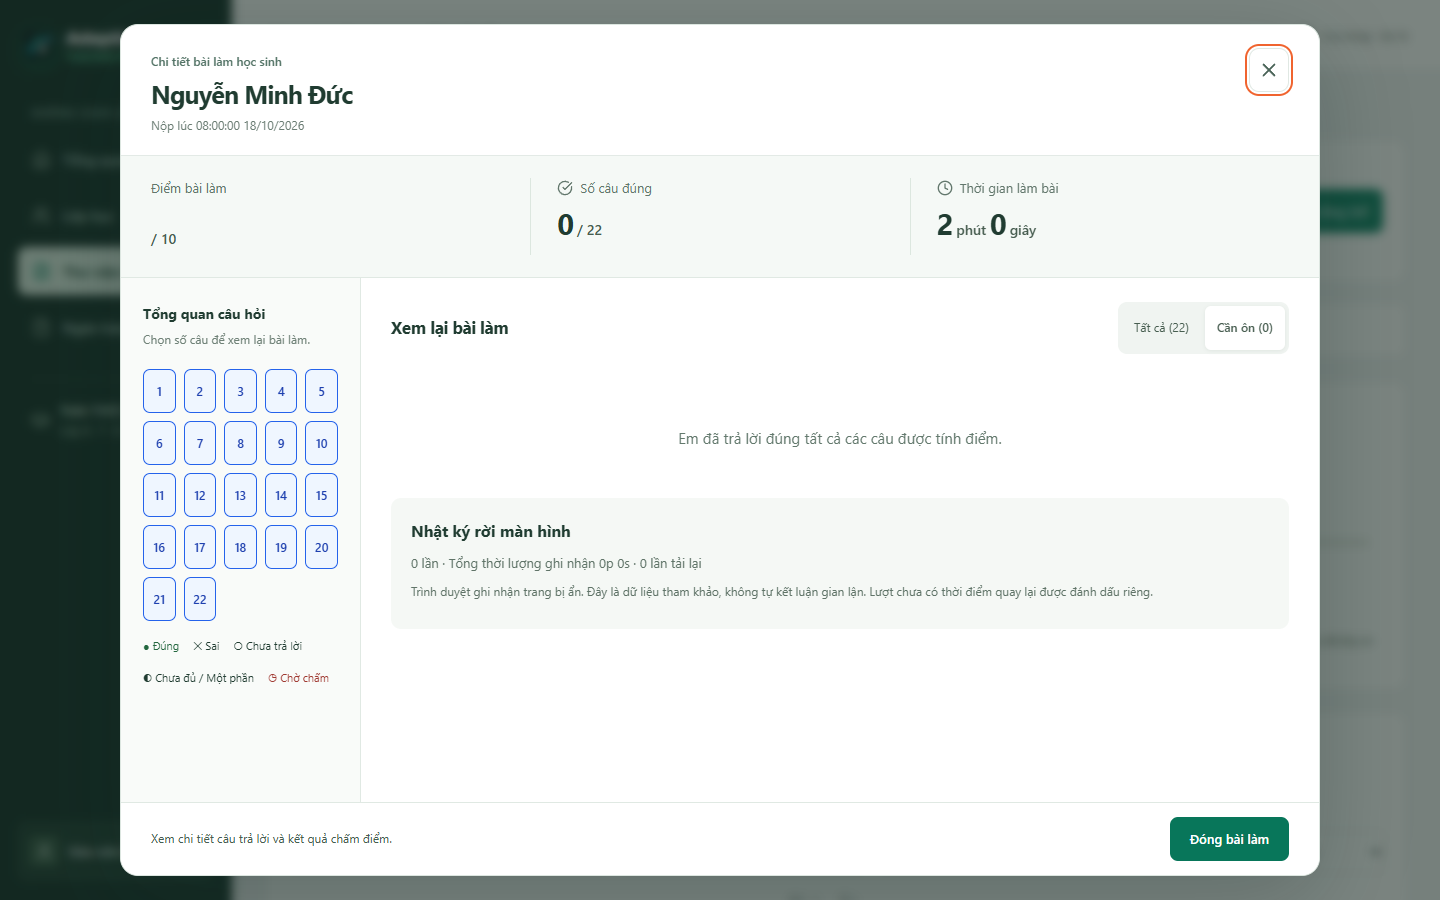 Chi tiết bài làm học sinh
Nguyễn Minh Đức
Nộp lúc 08:00:00 18/10/2026
Điểm bài làm
/ 10
Số câu đúng
0 / 22
Thời gian làm bài
2 phút 0 giây
Tổng quan câu hỏi
Chọn số câu để xem lại bài làm.
1 2 3 4 5
6 7 8 9 10
11 12 13 14 15
16 17 18 19 20
21 22
Đúng Sai Chưa trả lời
Chưa đủ / Một phần Chờ chấm
Xem lại bài làm
Tất cả (22) Cần ôn (0)
Em đã trả lời đúng tất cả các câu được tính điểm.
Nhật ký rời màn hình
0 lần · Tổng thời lượng ghi nhận 0p 0s · 0 lần tải lại
Trình duyệt ghi nhận trang bị ẩn. Đây là dữ liệu tham khảo, không tự kết luận gian lận. Lượt chưa có thời điểm quay lại được đánh dấu riêng.
Xem chi tiết câu trả lời và kết quả chấm điểm.
Đóng bài làm